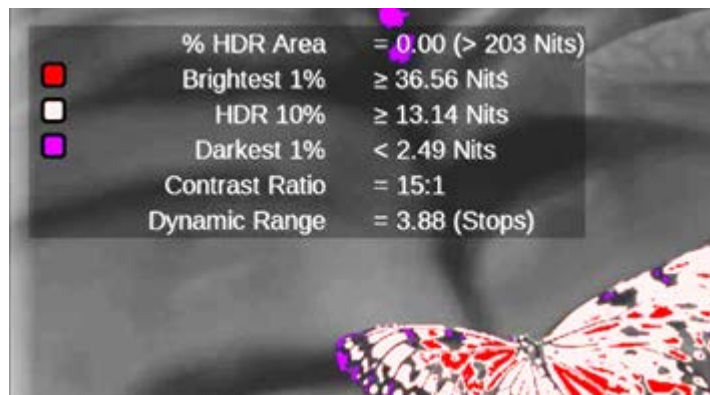 % HDR Area = 0.00 (> 203 Nits)
Brightest 1% ≥ 36.56 Nits
HDR 10% ≥ 13.14 Nits
Darkest 1% < 2.49 Nits
Contrast Ratio = 15:1
Dynamic Range = 3.88 (Stops)